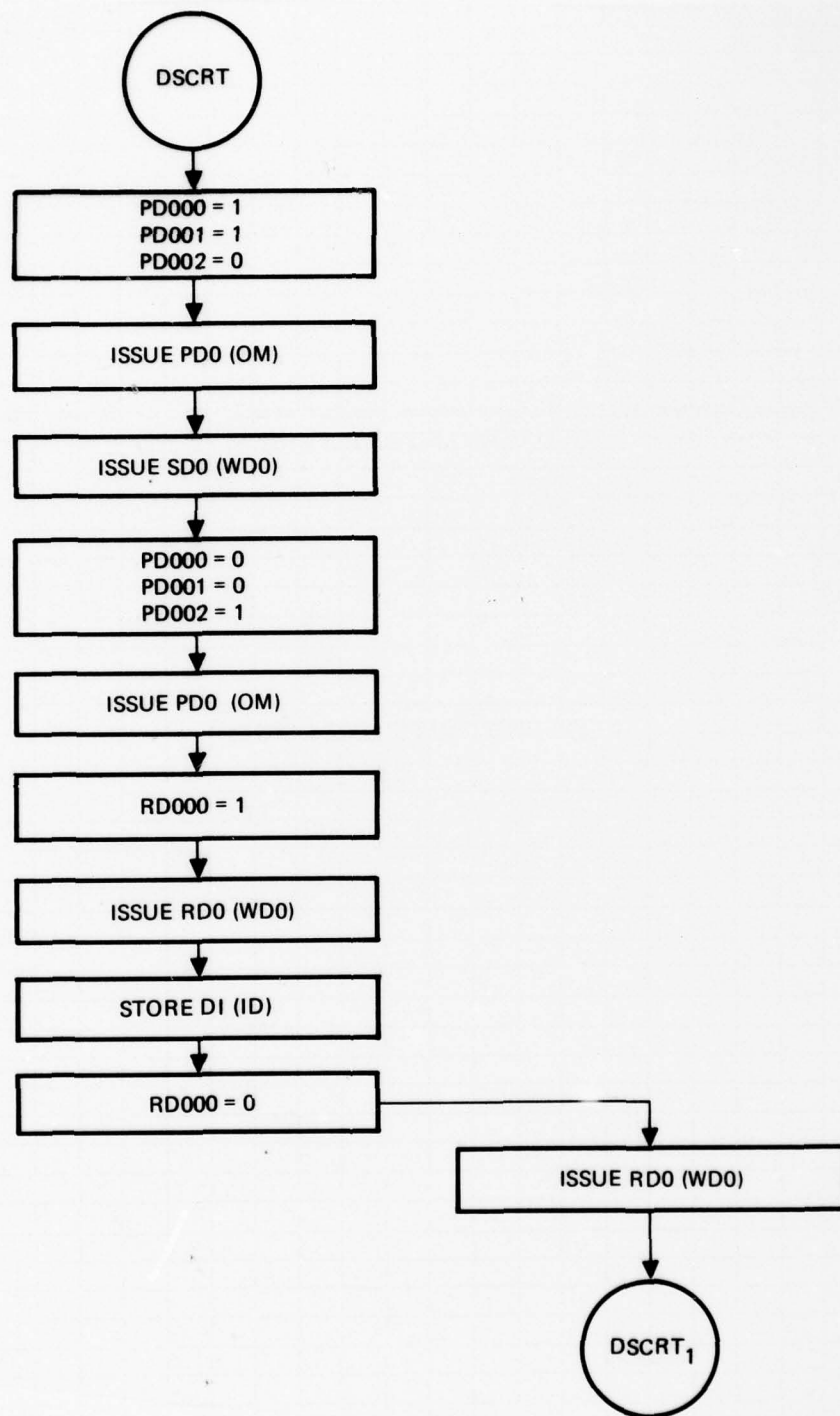 DSCRT
PD000 = 1
PD001 = 1
PD002 = 0
ISSUE PD0 (OM)
ISSUE SD0 (WD0)
PD000 = 0
PD001 = 0
PD002 = 1
ISSUE PD0 (OM)
RD000 = 1
ISSUE RD0 (WD0)
STORE DI (ID)
RD000 = 0
ISSUE RD0 (WD0)
DSCRT₁